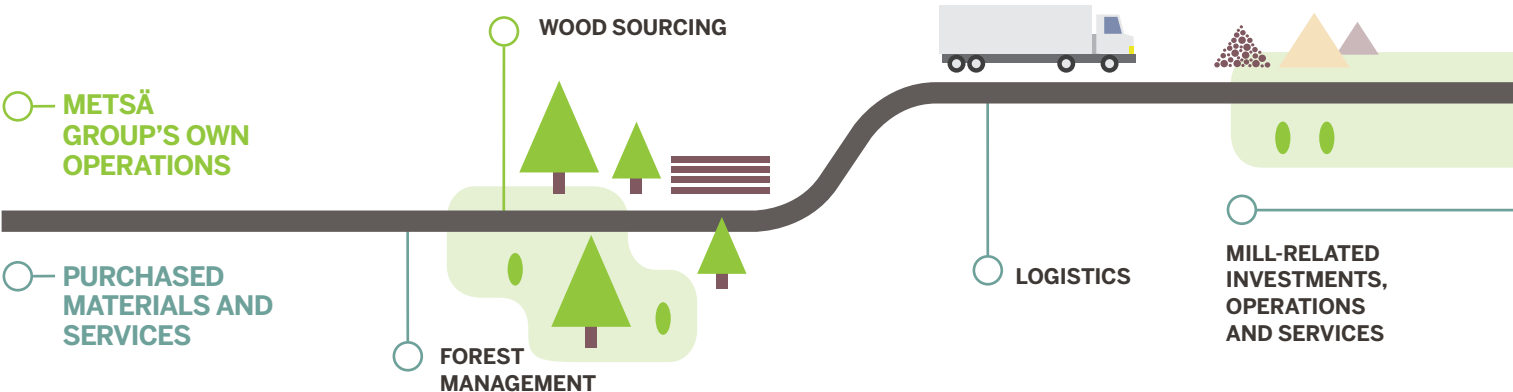 WOOD SOURCING
METSÄ
GROUP'S OWN
OPERATIONS
PURCHASED
MATERIALS AND
SERVICES
FOREST
MANAGEMENT
LOGISTICS
MILL-RELATED
INVESTMENTS,
OPERATIONS
AND SERVICES